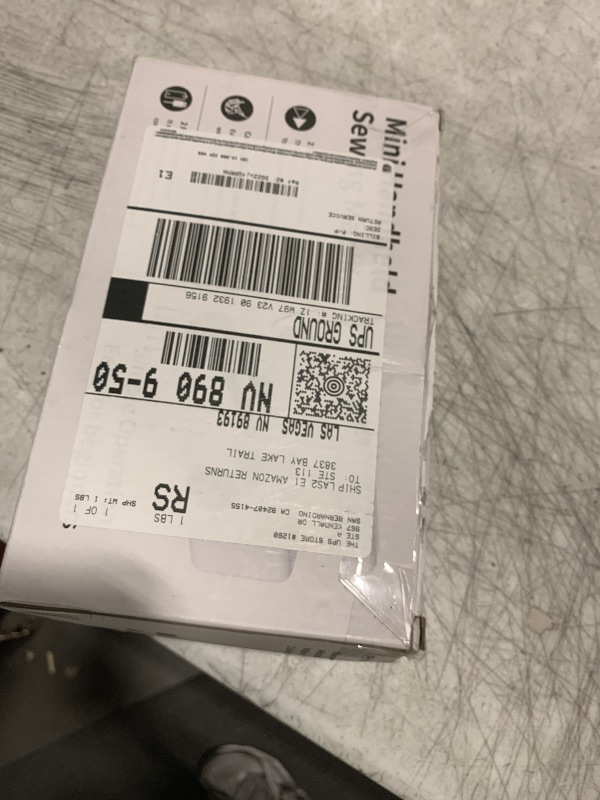 THE UPS STORE #1290
STE A
967 KENDALL DR
SAN BERNARDINO CA 92407-4155
1 LBS
RS
SHP WT: 1 LBS
1 OF 1
SHIP LAS2 E1 AMAZON RETURNS
TO: STE 113
3837 BAY LAKE TRAIL
LAS VEGAS NV 89193
NV 890 9-50
UPS GROUND
TRACKING #: 1Z W97 V23 90 1932 9156
BILLING: P/P
DESC:
RETURN SERVICE
E1
Mini Handheld
Sew